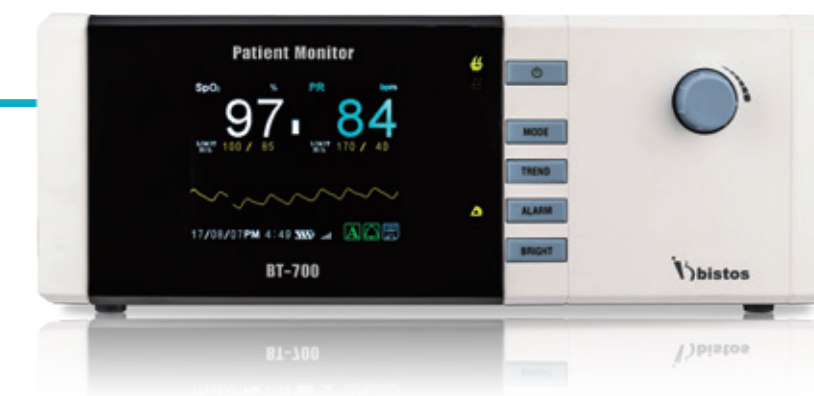 Patient Monitor
SpO₂ % PR bpm
97 84
100 / 85 170 / 40
17/08/07PM 4:49
A
BT-700
MODE
TREND
ALARM
BRIGHT
bistos